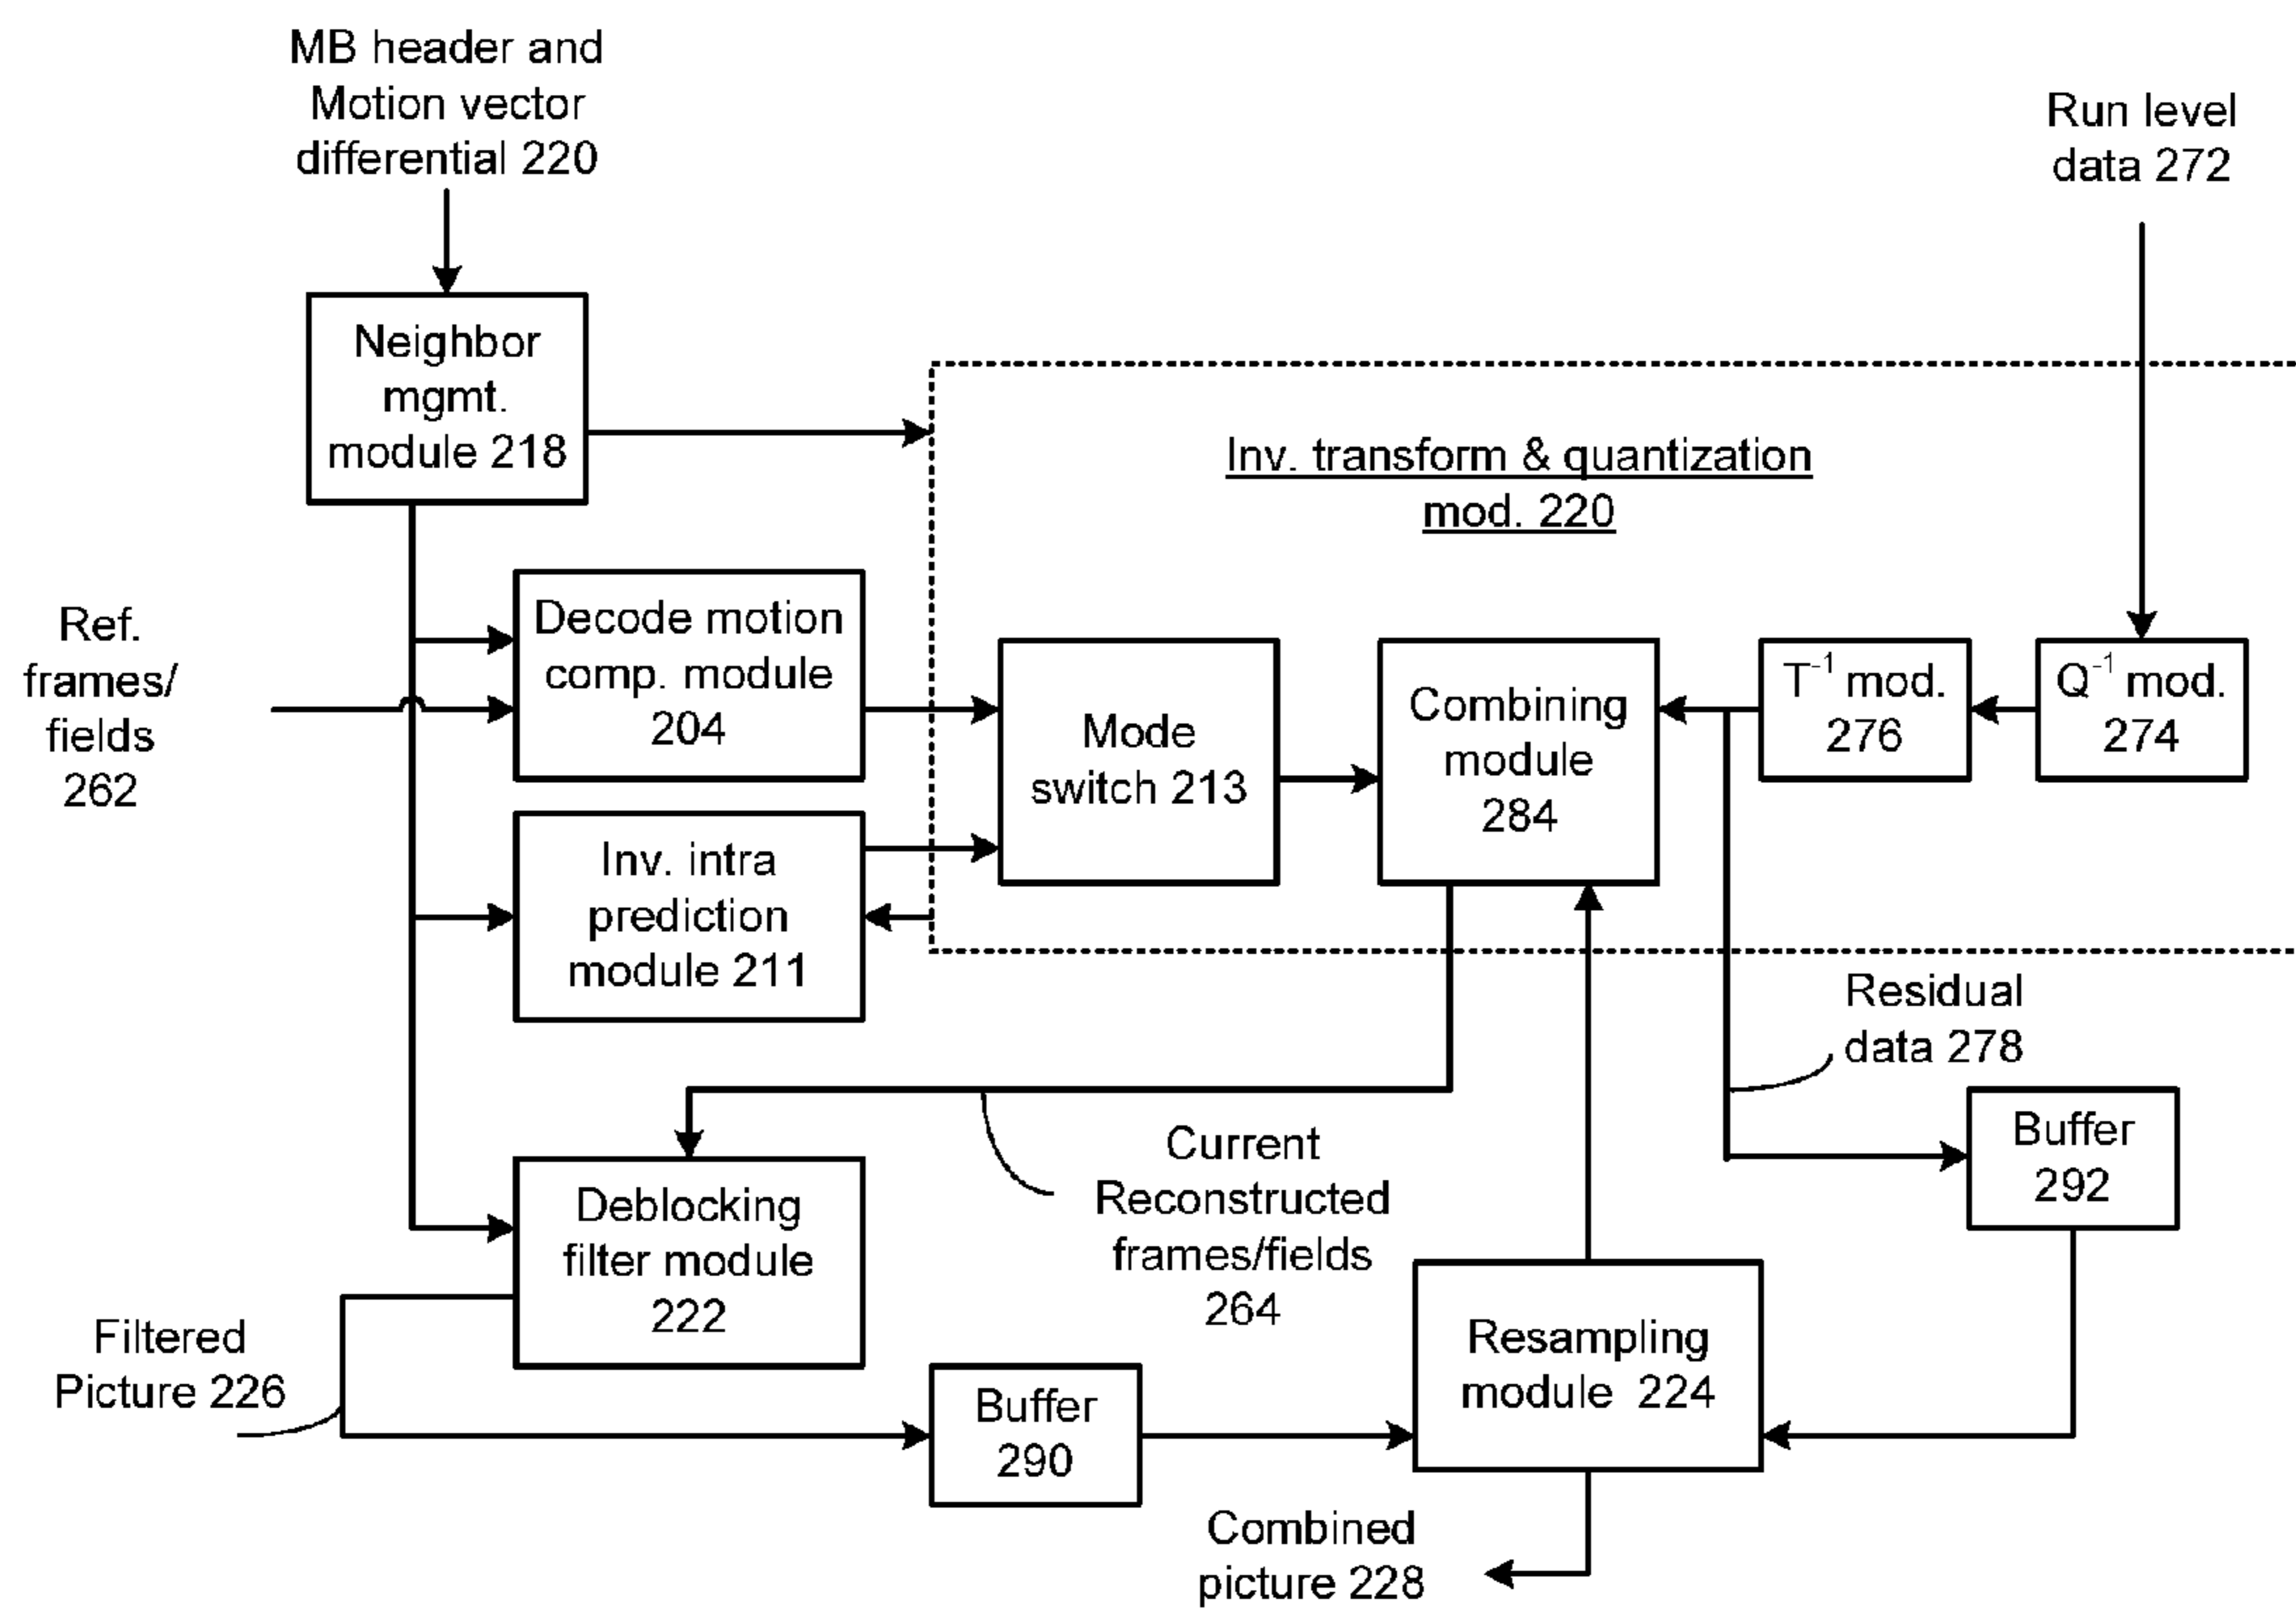 MB header and
Motion vector
differential 220
Run level
data 272
Neighbor
mgmt.
module 218
Inv. transform & quantization
mod. 220
Ref.
frames/
fields
262
Decode motion
comp. module
204
Mode
switch 213
Combining
module
284
T-1 mod.
276
Q-1 mod.
274
Inv. intra
prediction
module 211
Residual
data 278
Buffer
292
Current
Reconstructed
frames/fields
264
Deblocking
filter module
222
Filtered
Picture 226
Buffer
290
Resampling
module 224
Combined
picture 228